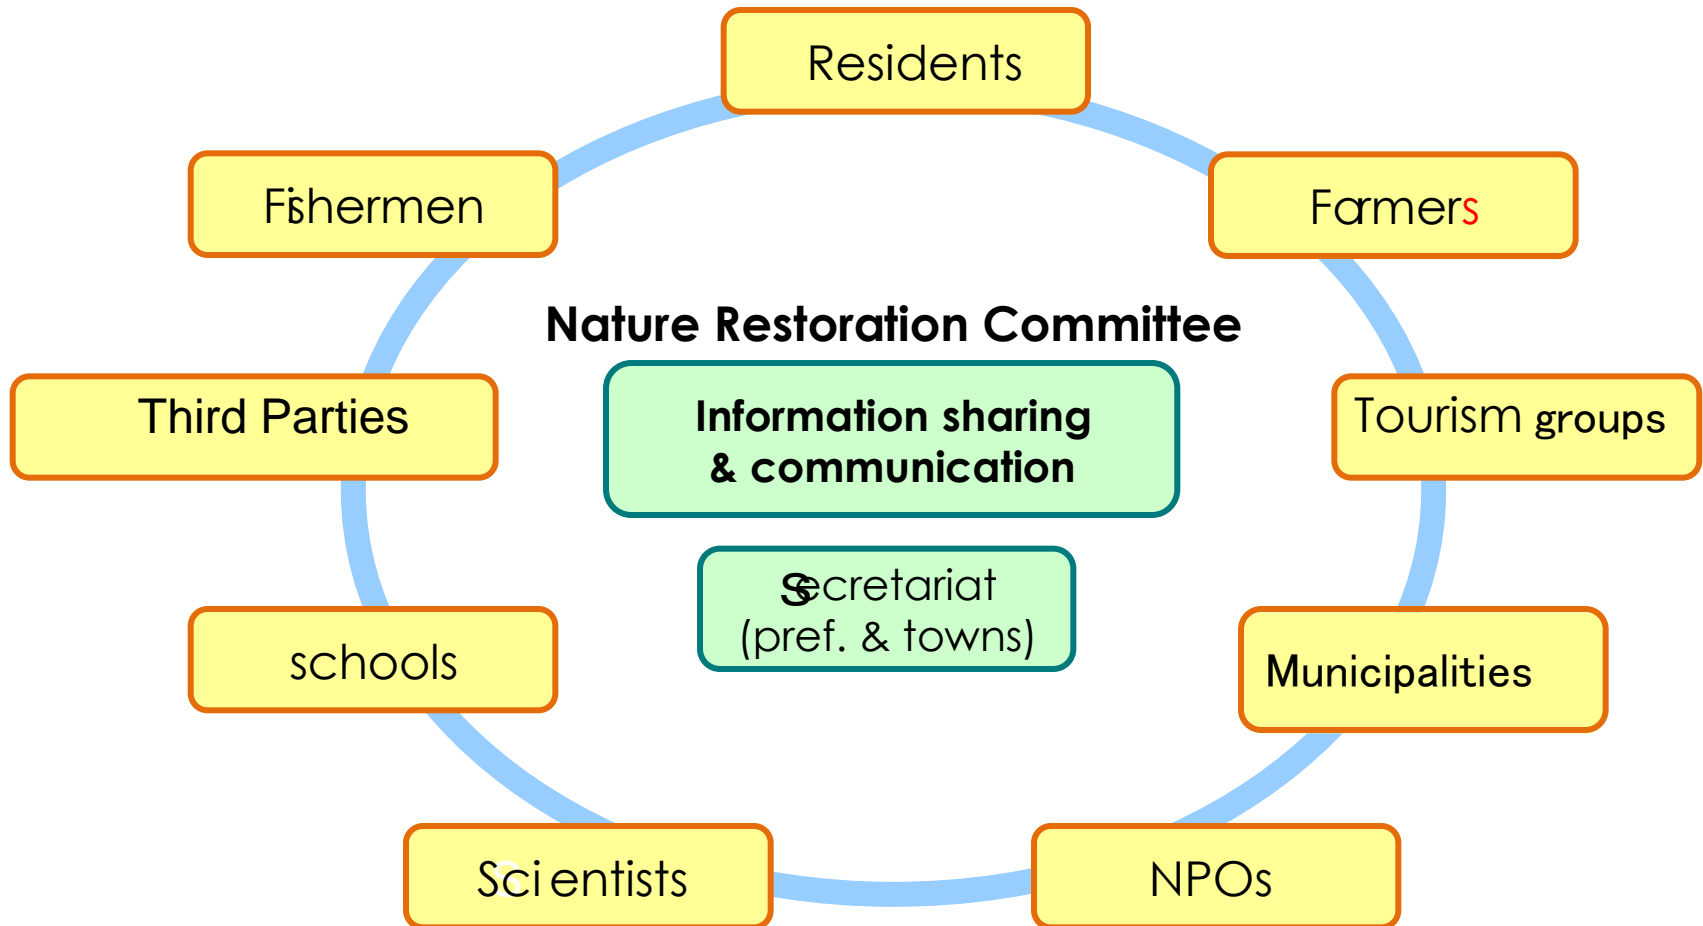 Residents
Fishermen
Farmers
Nature Restoration Committee
Information sharing
& communication
Third Parties
Tourism groups
Secretariat
(pref. & towns)
schools
Municipalities
Scientists
NPOs